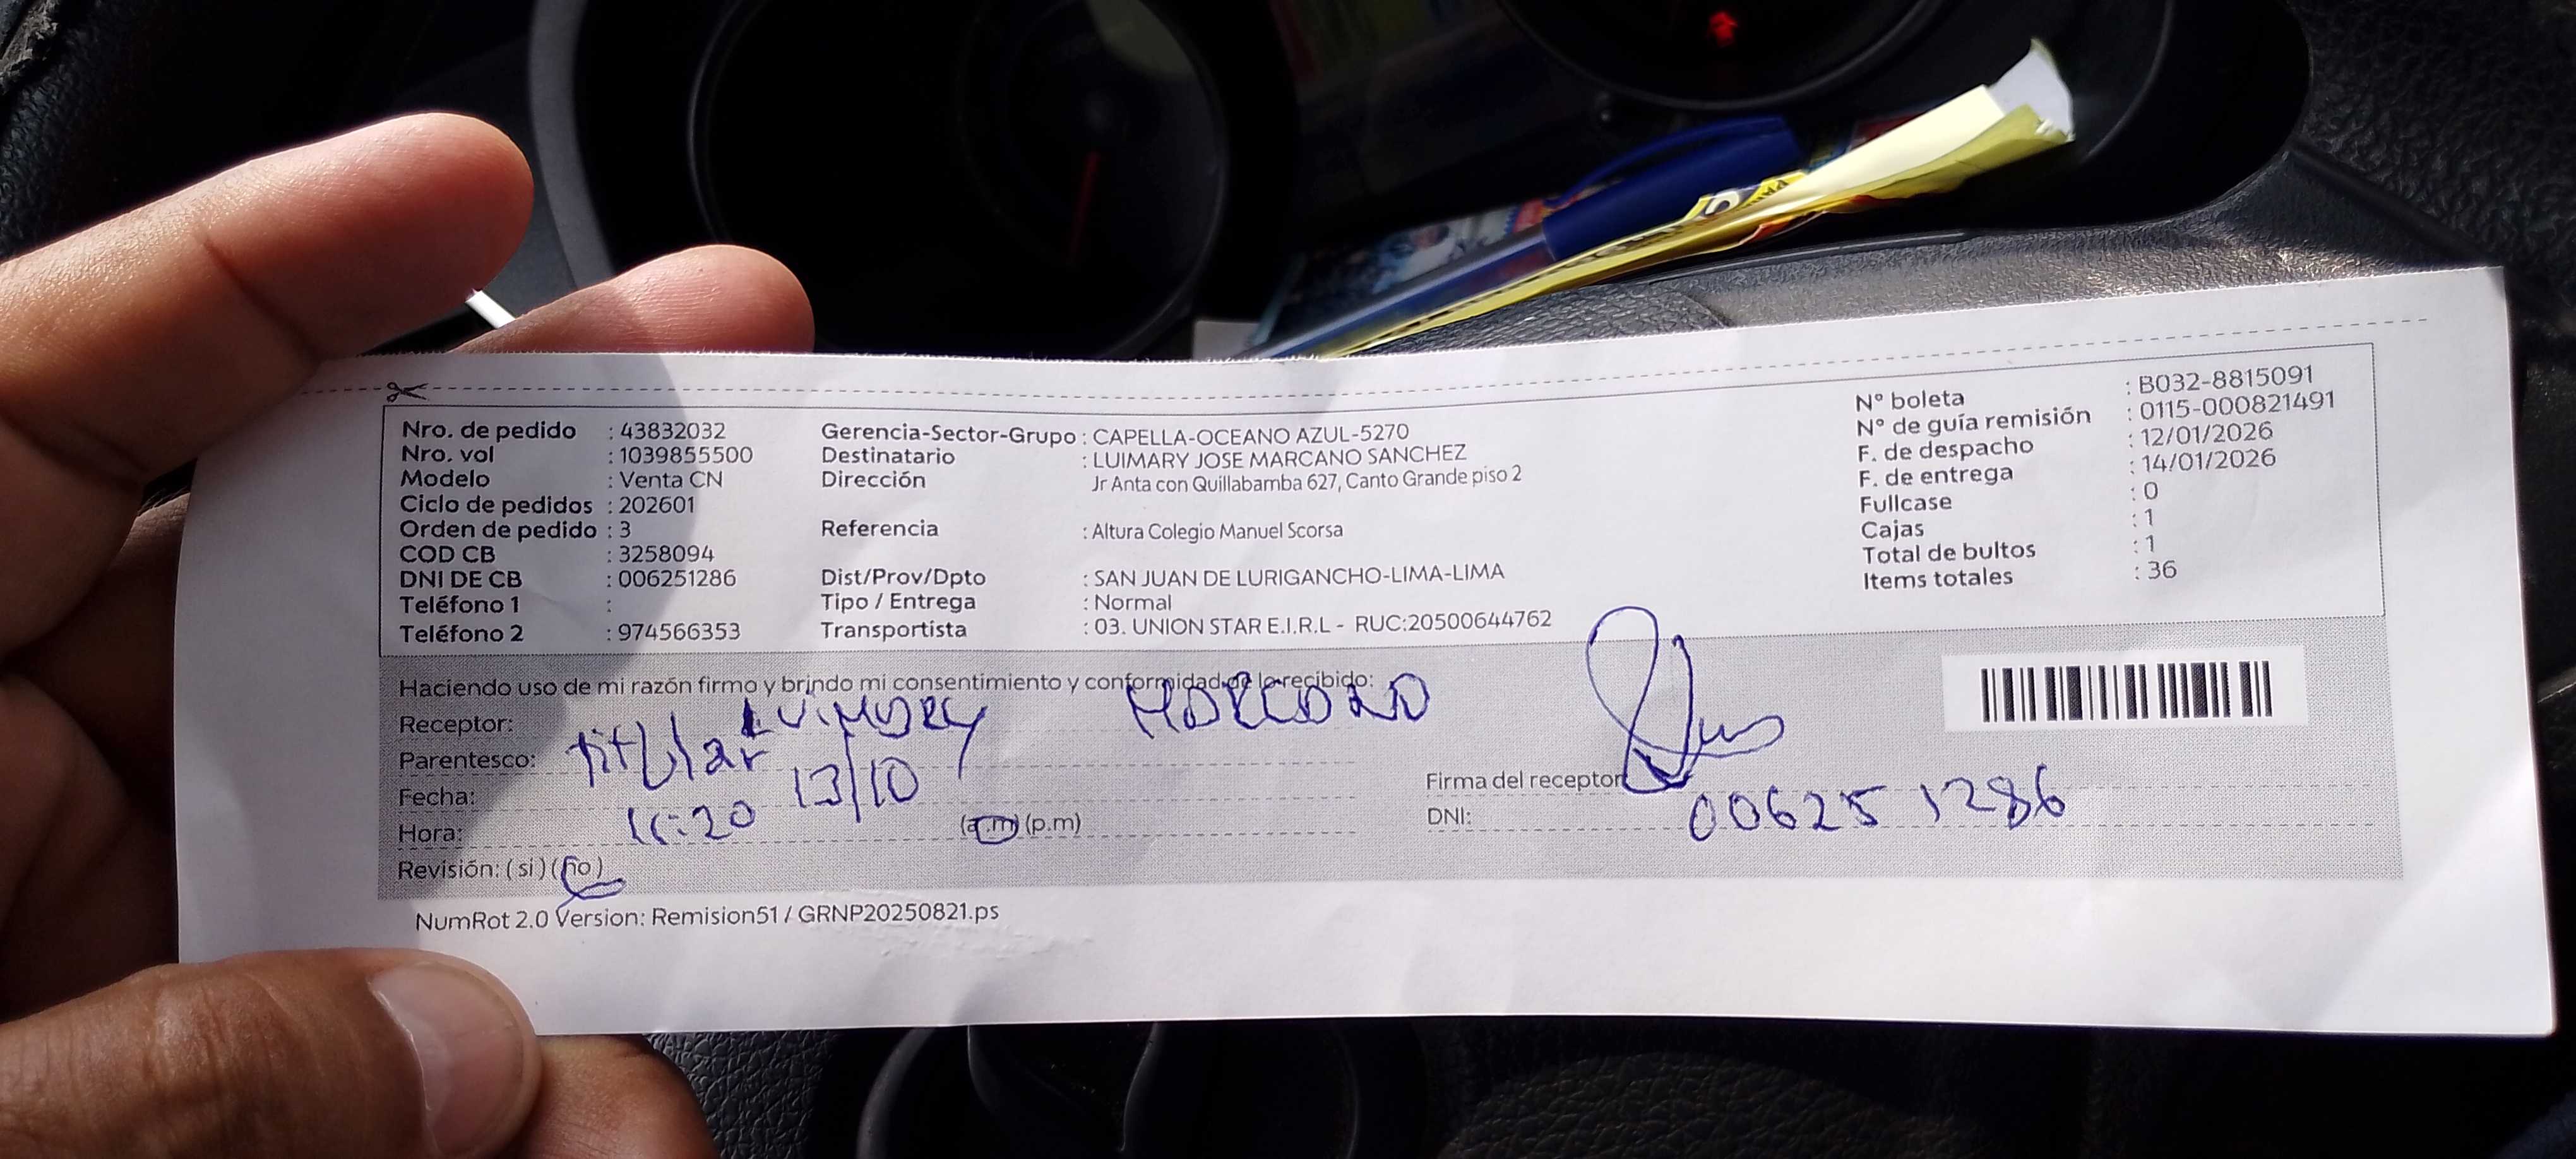 Nro. de pedido : 43832032
Nro. vol : 1039855500
Modelo : Venta CN
Ciclo de pedidos : 202601
Orden de pedido : 3
COD CB : 3258094
DNI DE CB : 006251286
Teléfono 1 :
Teléfono 2 : 974566353
Gerencia-Sector-Grupo : CAPELLA-OCEANO AZUL-5270
Destinatario : LUIMARY JOSE MARCANO SANCHEZ
Dirección Jr Anta con Quillabamba 627, Canto Grande piso 2
Referencia : Altura Colegio Manuel Scorsa
Dist/Prov/Dpto : SAN JUAN DE LURIGANCHO-LIMA-LIMA
Tipo / Entrega : Normal
Transportista : 03. UNION STAR E.I.R.L - RUC:20500644762
N° boleta : B032-8815091
N° de guía remisión : 0115-000821491
F. de despacho : 12/01/2026
F. de entrega : 14/01/2026
Fullcase : 0
Cajas : 1
Total de bultos : 1
Items totales : 36
Haciendo uso de mi razón firmo y brindo mi consentimiento y conformidad de lo recibido:
Receptor: LUIMARY MARCANO
Parentesco: titular
Fecha: 13/10
Hora: 11:20 (a.m) (p.m)
Revisión: ( si ) ( no )
Firma del receptor
DNI: 006251286
NumRot 2.0 Version: Remision51 / GRNP20250821.ps